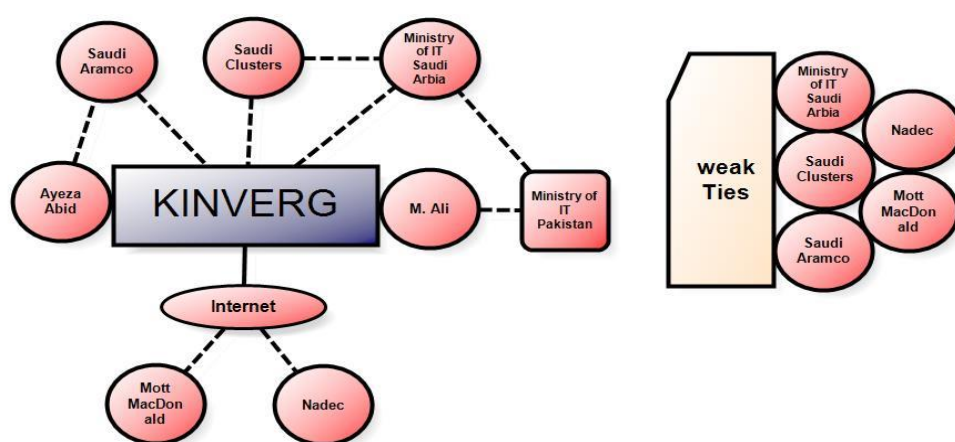 Saudi
Aramco
Saudi
Clusters
Ministry
of IT
Saudi
Arbia
Ayeza
Abid
KINVERG
M. Ali
Ministry of
IT
Pakistan
Internet
Mott
MacDon
ald
Nadec
weak
Ties
Ministry
of IT
Saudi
Arbia
Nadec
Saudi
Clusters
Mott
MacDon
ald
Saudi
Aramco